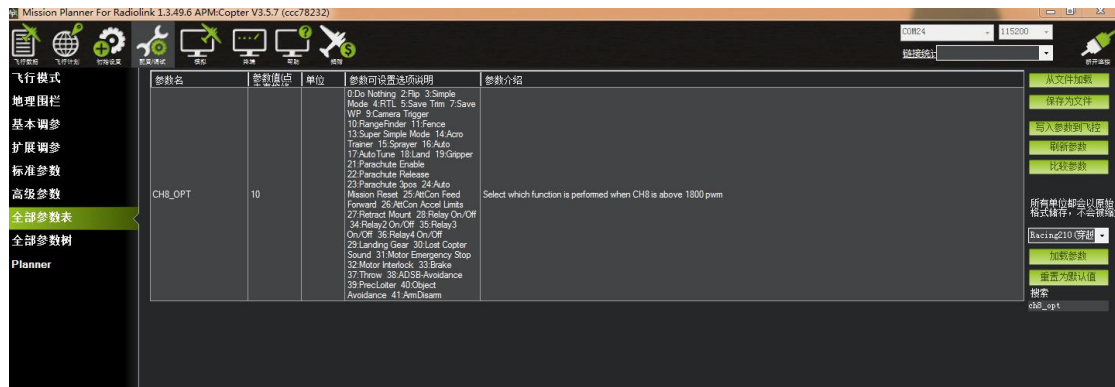 Mission Planner For Radiolink 1.3.49.6 APM:Copter V3.5.7 (ccc78232)
飞行数据
飞行计划
初始设置
配置/调试
模拟
终端
帮助
COM24
115200
链接统计
断开连接
飞行模式
地理围栏
基本调参
扩展调参
标准参数
高级参数
全部参数表
全部参数树
Planner
参数名
参数值(点
单位
参数可设置选项说明
参数介绍
CH8_OPT
10
0:Do Nothing 2:Flip 3:Simple
Mode 4:RTL 5:Save Trim 7:Save
WP 9:Camera Trigger
10:RangeFinder 11:Fence
13:Super Simple Mode 14:Acro
Trainer 15:Sprayer 16:Auto
17:AutoTune 18:Land 19:Gripper
21:Parachute Enable
22:Parachute Release
23:Parachute 3pos 24:Auto
Mission Reset 25:AttCon Feed
Forward 26:AttCon Accel Limits
27:Retract Mount 28:Relay On/Off
34:Relay2 On/Off 35:Relay3
On/Off 36:Relay4 On/Off
29:Landing Gear 30:Lost Copter
Sound 31:Motor Emergency Stop
32:Motor Interlock 33:Brake
37:Throw 38:ADSB-Avoidance
39:PrecLoiter 40:Object
Avoidance 41:ArmDisarm
Select which function is performed when CH8 is above 1800 pwm
从文件加载
保存为文件
写入参数到飞控
刷新参数
比较参数
所有单位都会以原始
格式储存，不会被缩
Racing210(穿越
加载参数
重置为默认值
搜索
ch8_opt